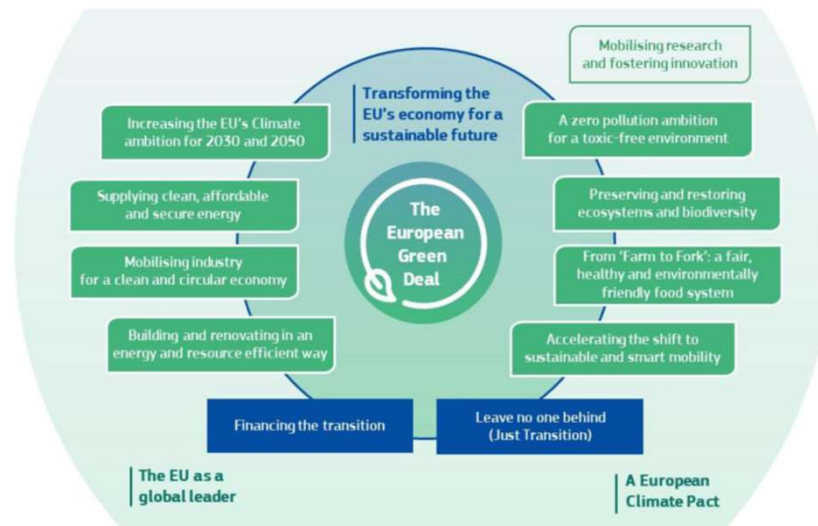 Mobilising research
and fostering innovation
Transforming the
EU's economy for a
sustainable future
Increasing the EU's Climate
ambition for 2030 and 2050
A zero pollution ambition
for a toxic-free environment
Supplying clean, affordable
and secure energy
Preserving and restoring
ecosystems and biodiversity
The
European
Green
Deal
Mobilising industry
for a clean and circular economy
From ‘Farm to Fork’: a fair,
healthy and environmentally
friendly food system
Building and renovating in an
energy and resource efficient way
Accelerating the shift to
sustainable and smart mobility
Financing the transition
Leave no one behind
(Just Transition)
The EU as a
global leader
A European
Climate Pact